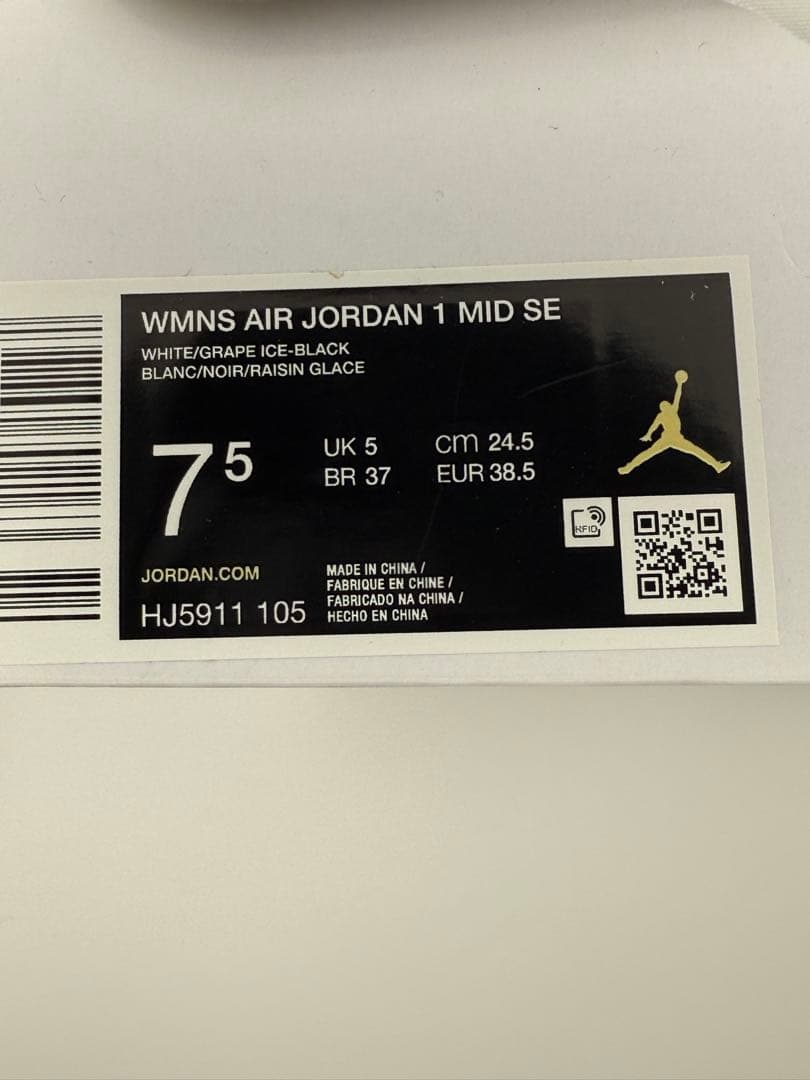 WMNS AIR JORDAN 1 MID SE
WHITE/GRAPE ICE-BLACK
BLANC/NOIR/RAISIN GLACE
7 5
UK 5
cm 24.5
BR 37
EUR 38.5
RFID
JORDAN.COM
HJ5911 105
MADE IN CHINA /
FABRIQUE EN CHINE /
FABRICADO NA CHINA /
HECHO EN CHINA